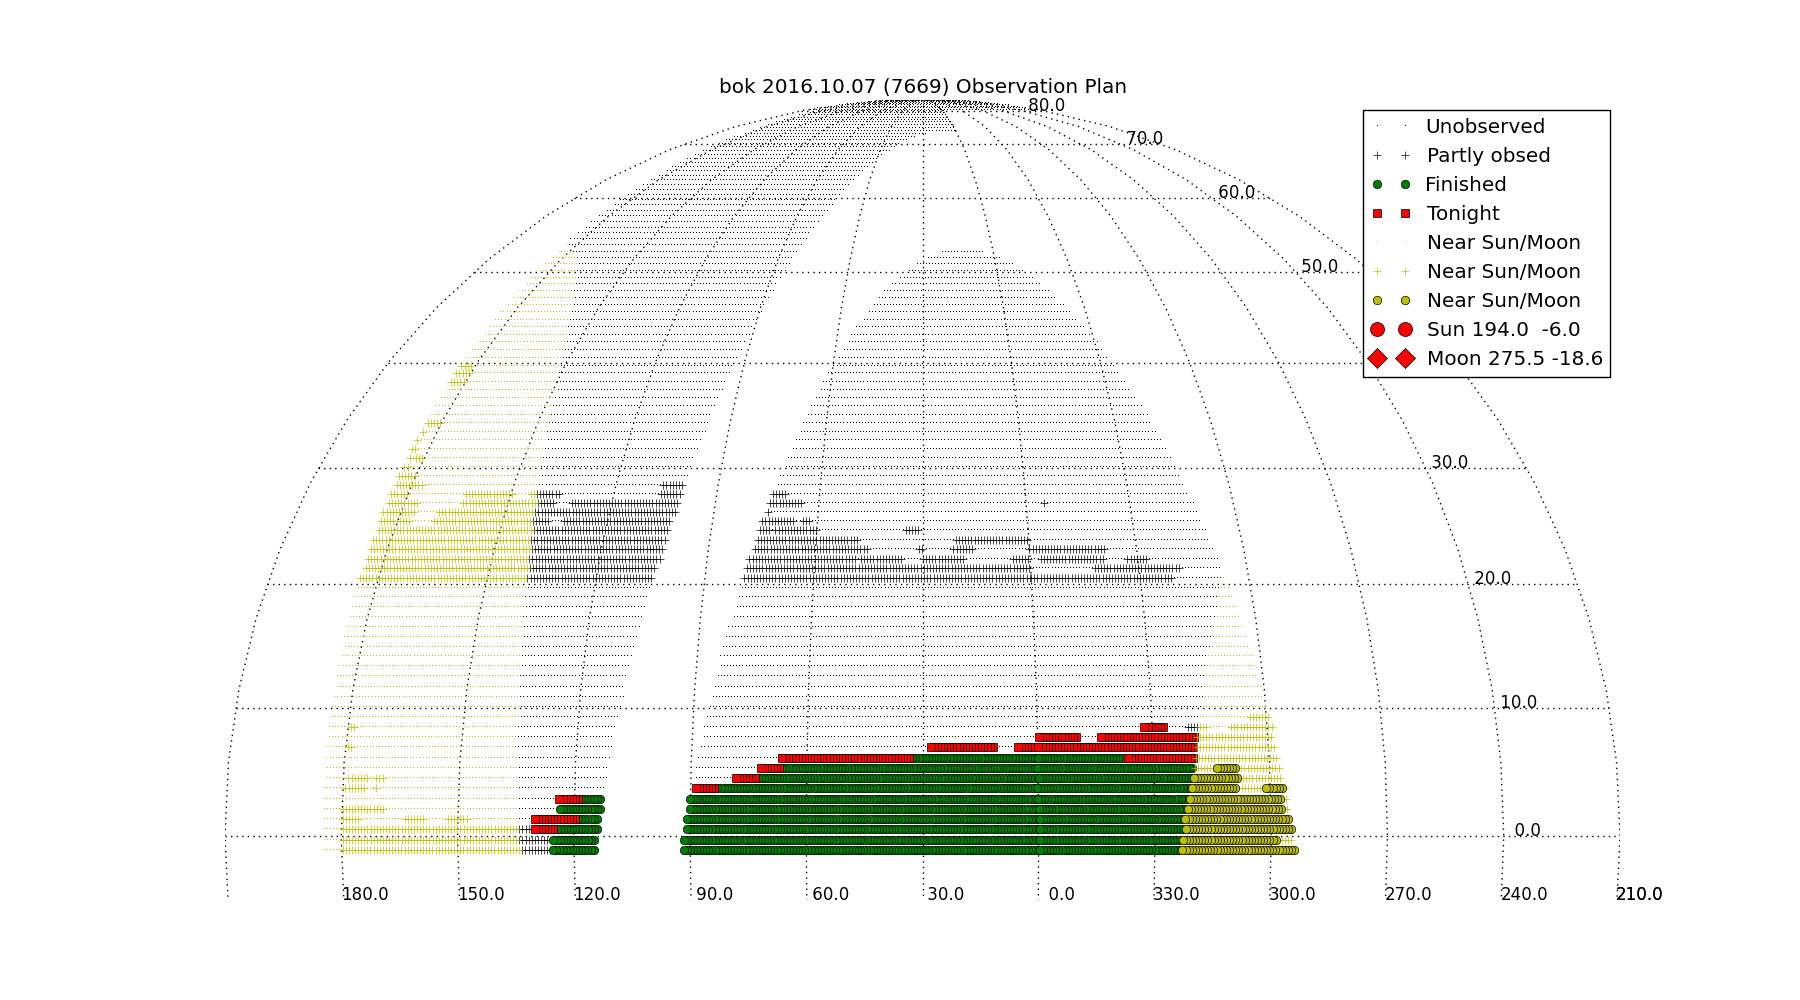 bok 2016.10.07 (7669) Observation Plan
80.0
70.0
60.0
50.0
30.0
20.0
10.0
0.0
Unobserved
Partly obsed
Finished
Tonight
Near Sun/Moon
Near Sun/Moon
Near Sun/Moon
Sun 194.0 -6.0
Moon 275.5 -18.6
180.0 150.0 120.0 90.0 60.0 30.0 0.0 330.0 300.0 270.0 240.0 210.0